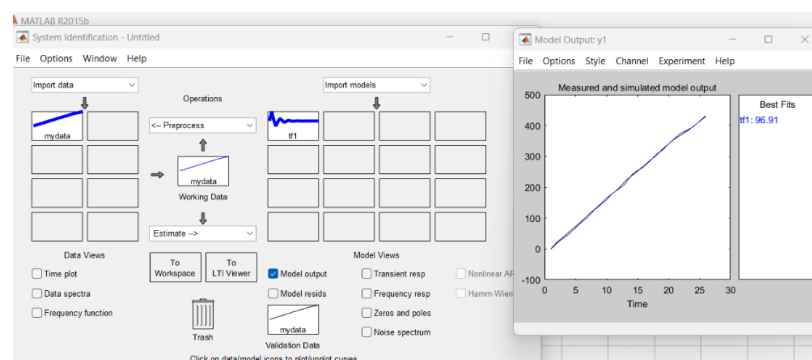 MATLAB R2015b
System Identification - Untitled
File Options Window Help
Import data
Import models
Operations
<-- Preprocess
mydata
tf1
mydata
Working Data
Estimate -->
Data Views
Model Views
To
Workspace
To
LTI Viewer
Time plot
Data spectra
Frequency function
Model output
Model resids
Transient resp
Frequency resp
Zeros and poles
Noise spectrum
Nonlinear AR
Hamm-Wien
Trash
mydata
Validation Data
Click on data/model icons to plot/unplot curves.
Model Output: y1
File Options Style Channel Experiment Help
Measured and simulated model output
500
400
300
200
100
0
-100
0 5 10 15 20 25 30
Time
Best Fits
tf1: 96.91